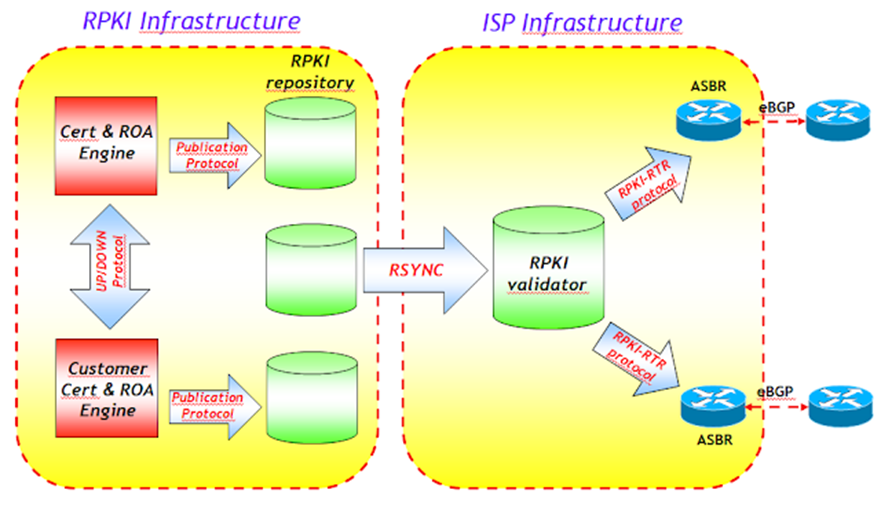 RPKI Infrastructure
ISP Infrastructure
RPKI
repository
Cert & ROA
Engine
Publication
Protocol
UP/DOWN
Protocol
Customer
Cert & ROA
Engine
Publication
Protocol
RSYNC
RPKI
validator
RPKI-RTR
protocol
RPKI-RTR
protocol
ASBR
eBGP
eBGP
ASBR